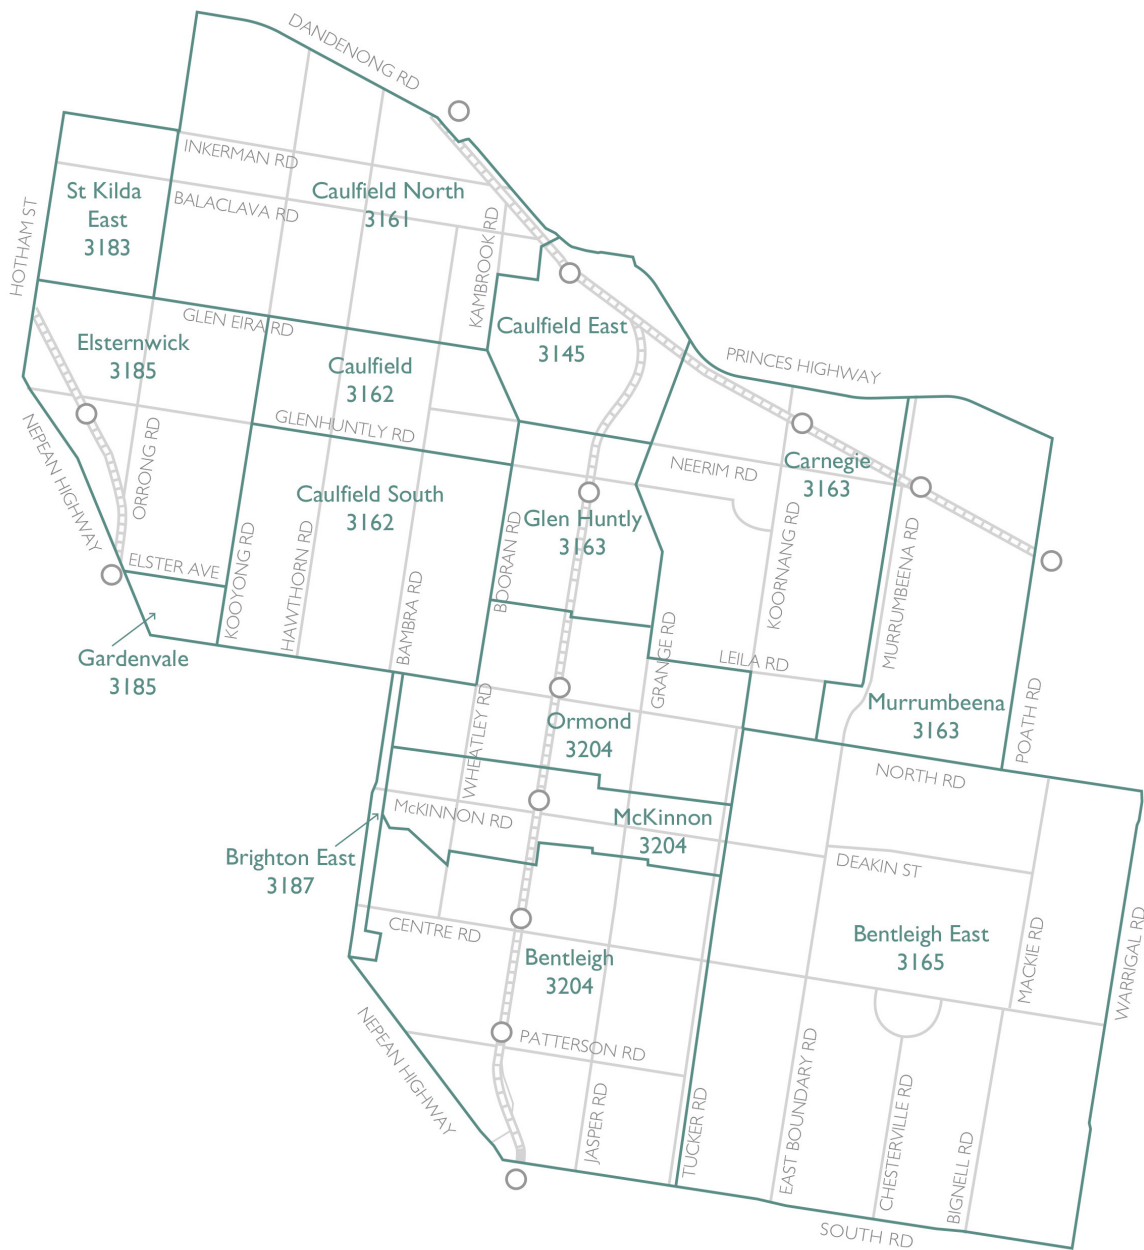 DANDENONG RD
INKERMAN RD
St Kilda
East
3183
BALACLAVA RD
Caulfield North
3161
HOTHAM ST
KAMBROOK RD
GLEN EIRA RD
Elsternwick
3185
Caulfield
3162
Caulfield East
3145
PRINCES HIGHWAY
GLENHUNTLY RD
NEPEAN HIGHWAY
ORRONG RD
NEERIM RD
Carnegie
3163
Caulfield South
3162
Glen Huntly
3163
BOORAN RD
KOORNANG RD
MURRUMBEENA RD
ELSTER AVE
KOOYONG RD
HAWTHORN RD
BAMBRA RD
Gardenvale
3185
GRANGE RD
LEILA RD
Murrumbeena
3163
POATH RD
WHEATLEY RD
Ormond
3204
NORTH RD
McKINNON RD
McKinnon
3204
Brighton East
3187
DEAKIN ST
CENTRE RD
Bentleigh
3204
Bentleigh East
3165
MACKIE RD
WARRIGAL RD
NEPEAN HIGHWAY
PATTERSON RD
JASPER RD
TUCKER RD
EAST BOUNDARY RD
CHESTERVILLE RD
BIGNELL RD
SOUTH RD